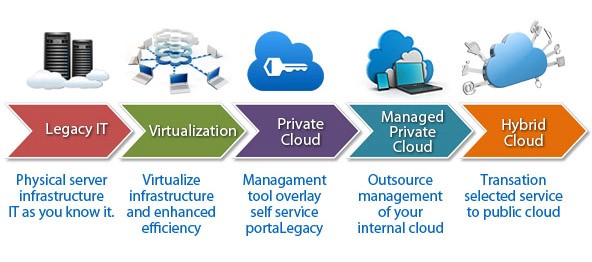 Legacy IT
Virtualization
Private
Cloud
Managed
Private
Cloud
Hybrid
Cloud
Physical server
infrastructure
IT as you know it.
Virtualize
infrastructure
and enhanced
efficiency
Managament
tool overlay
self service
portaLegacy
Outsource
management
of your
internal cloud
Transation
selected service
to public cloud